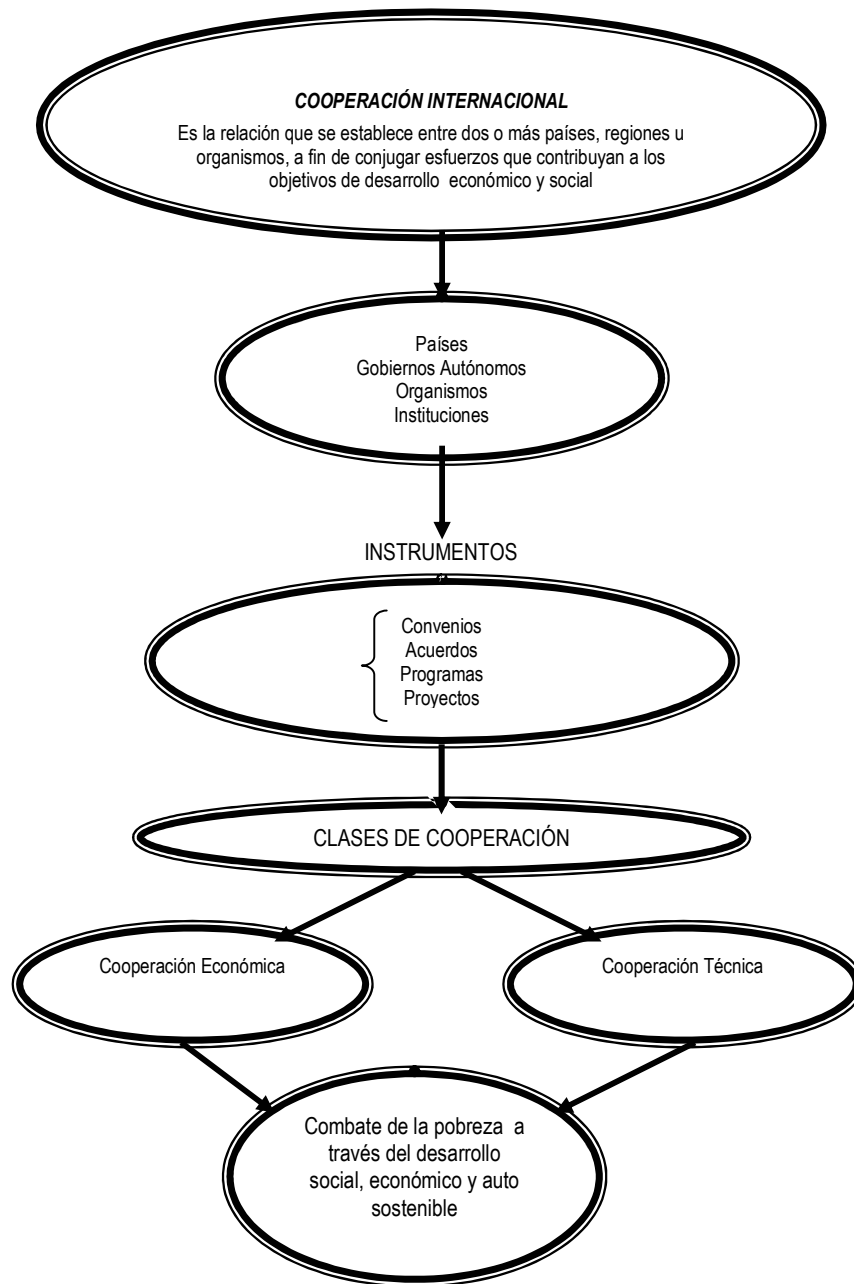 COOPERACIÓN INTERNACIONAL
Es la relación que se establece entre dos o más países, regiones u
organismos, a fin de conjugar esfuerzos que contribuyan a los
objetivos de desarrollo económico y social
Países
Gobiernos Autónomos
Organismos
Instituciones
INSTRUMENTOS
Convenios
Acuerdos
Programas
Proyectos
CLASES DE COOPERACIÓN
Cooperación Económica
Cooperación Técnica
Combate de la pobreza a
través del desarrollo
social, económico y auto
sostenible